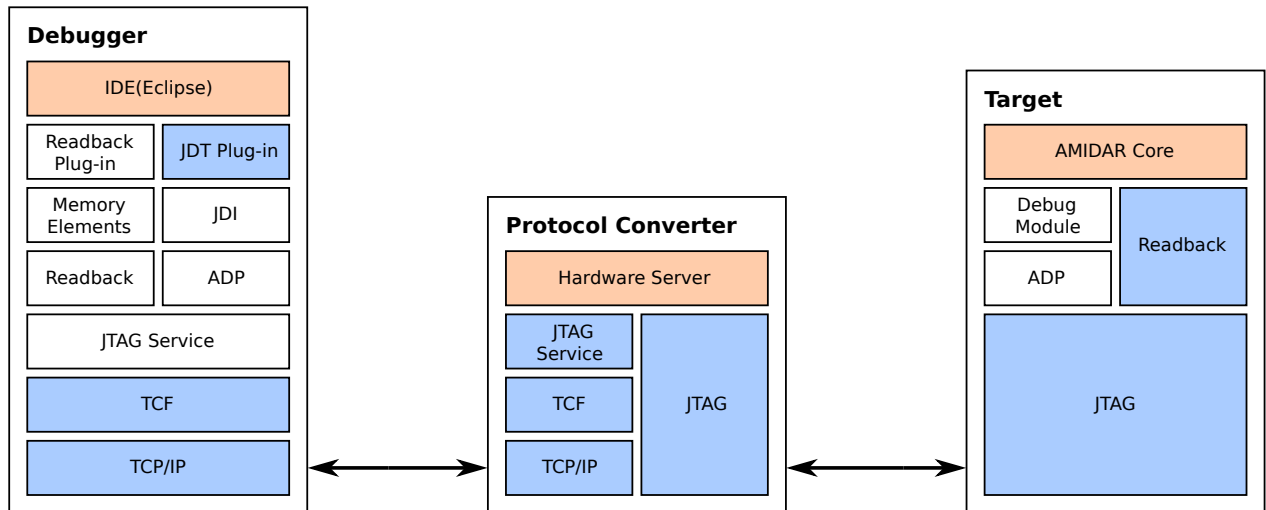 Debugger
IDE(Eclipse)
Readback
Plug-in
JDT Plug-in
Memory
Elements
JDI
Readback
ADP
JTAG Service
TCF
TCP/IP
Protocol Converter
Hardware Server
JTAG
Service
TCF
TCP/IP
JTAG
Target
AMIDAR Core
Debug
Module
ADP
Readback
JTAG